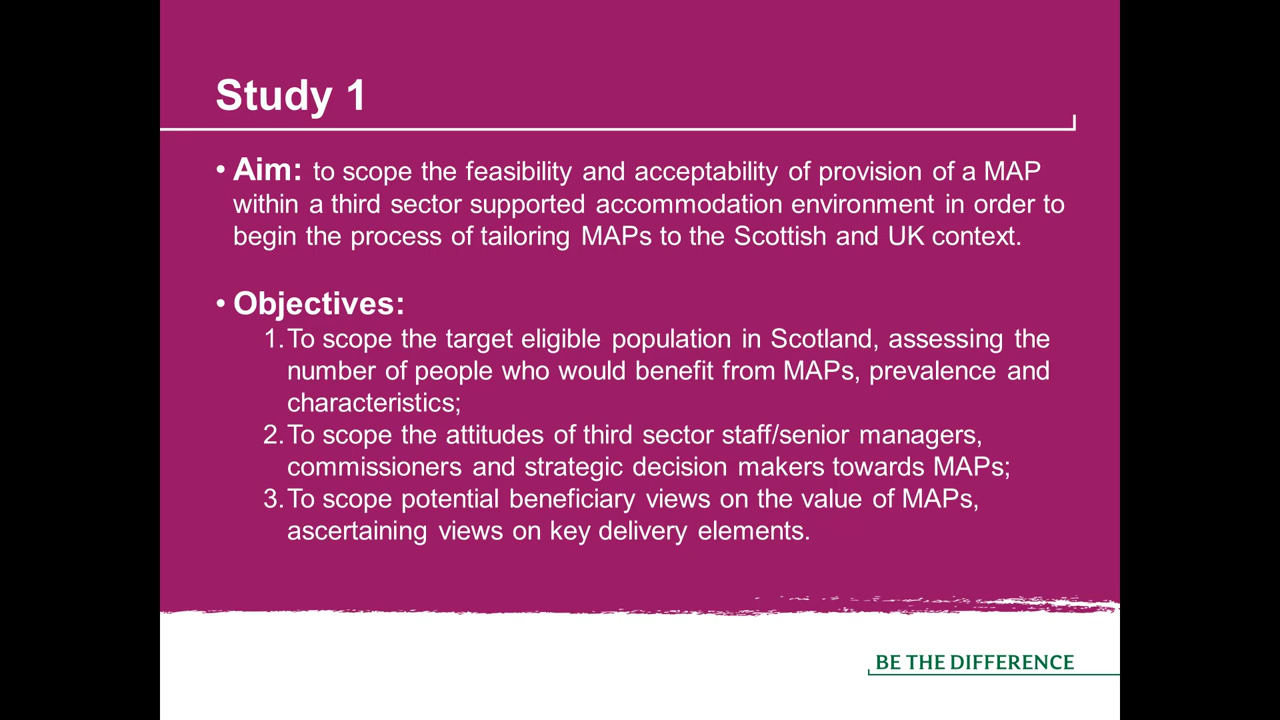 Study 1
• Aim: to scope the feasibility and acceptability of provision of a MAP
within a third sector supported accommodation environment in order to
begin the process of tailoring MAPs to the Scottish and UK context.
• Objectives:
1. To scope the target eligible population in Scotland, assessing the
number of people who would benefit from MAPs, prevalence and
characteristics;
2. To scope the attitudes of third sector staff/senior managers,
commissioners and strategic decision makers towards MAPs;
3. To scope potential beneficiary views on the value of MAPs,
ascertaining views on key delivery elements.
BE THE DIFFERENCE